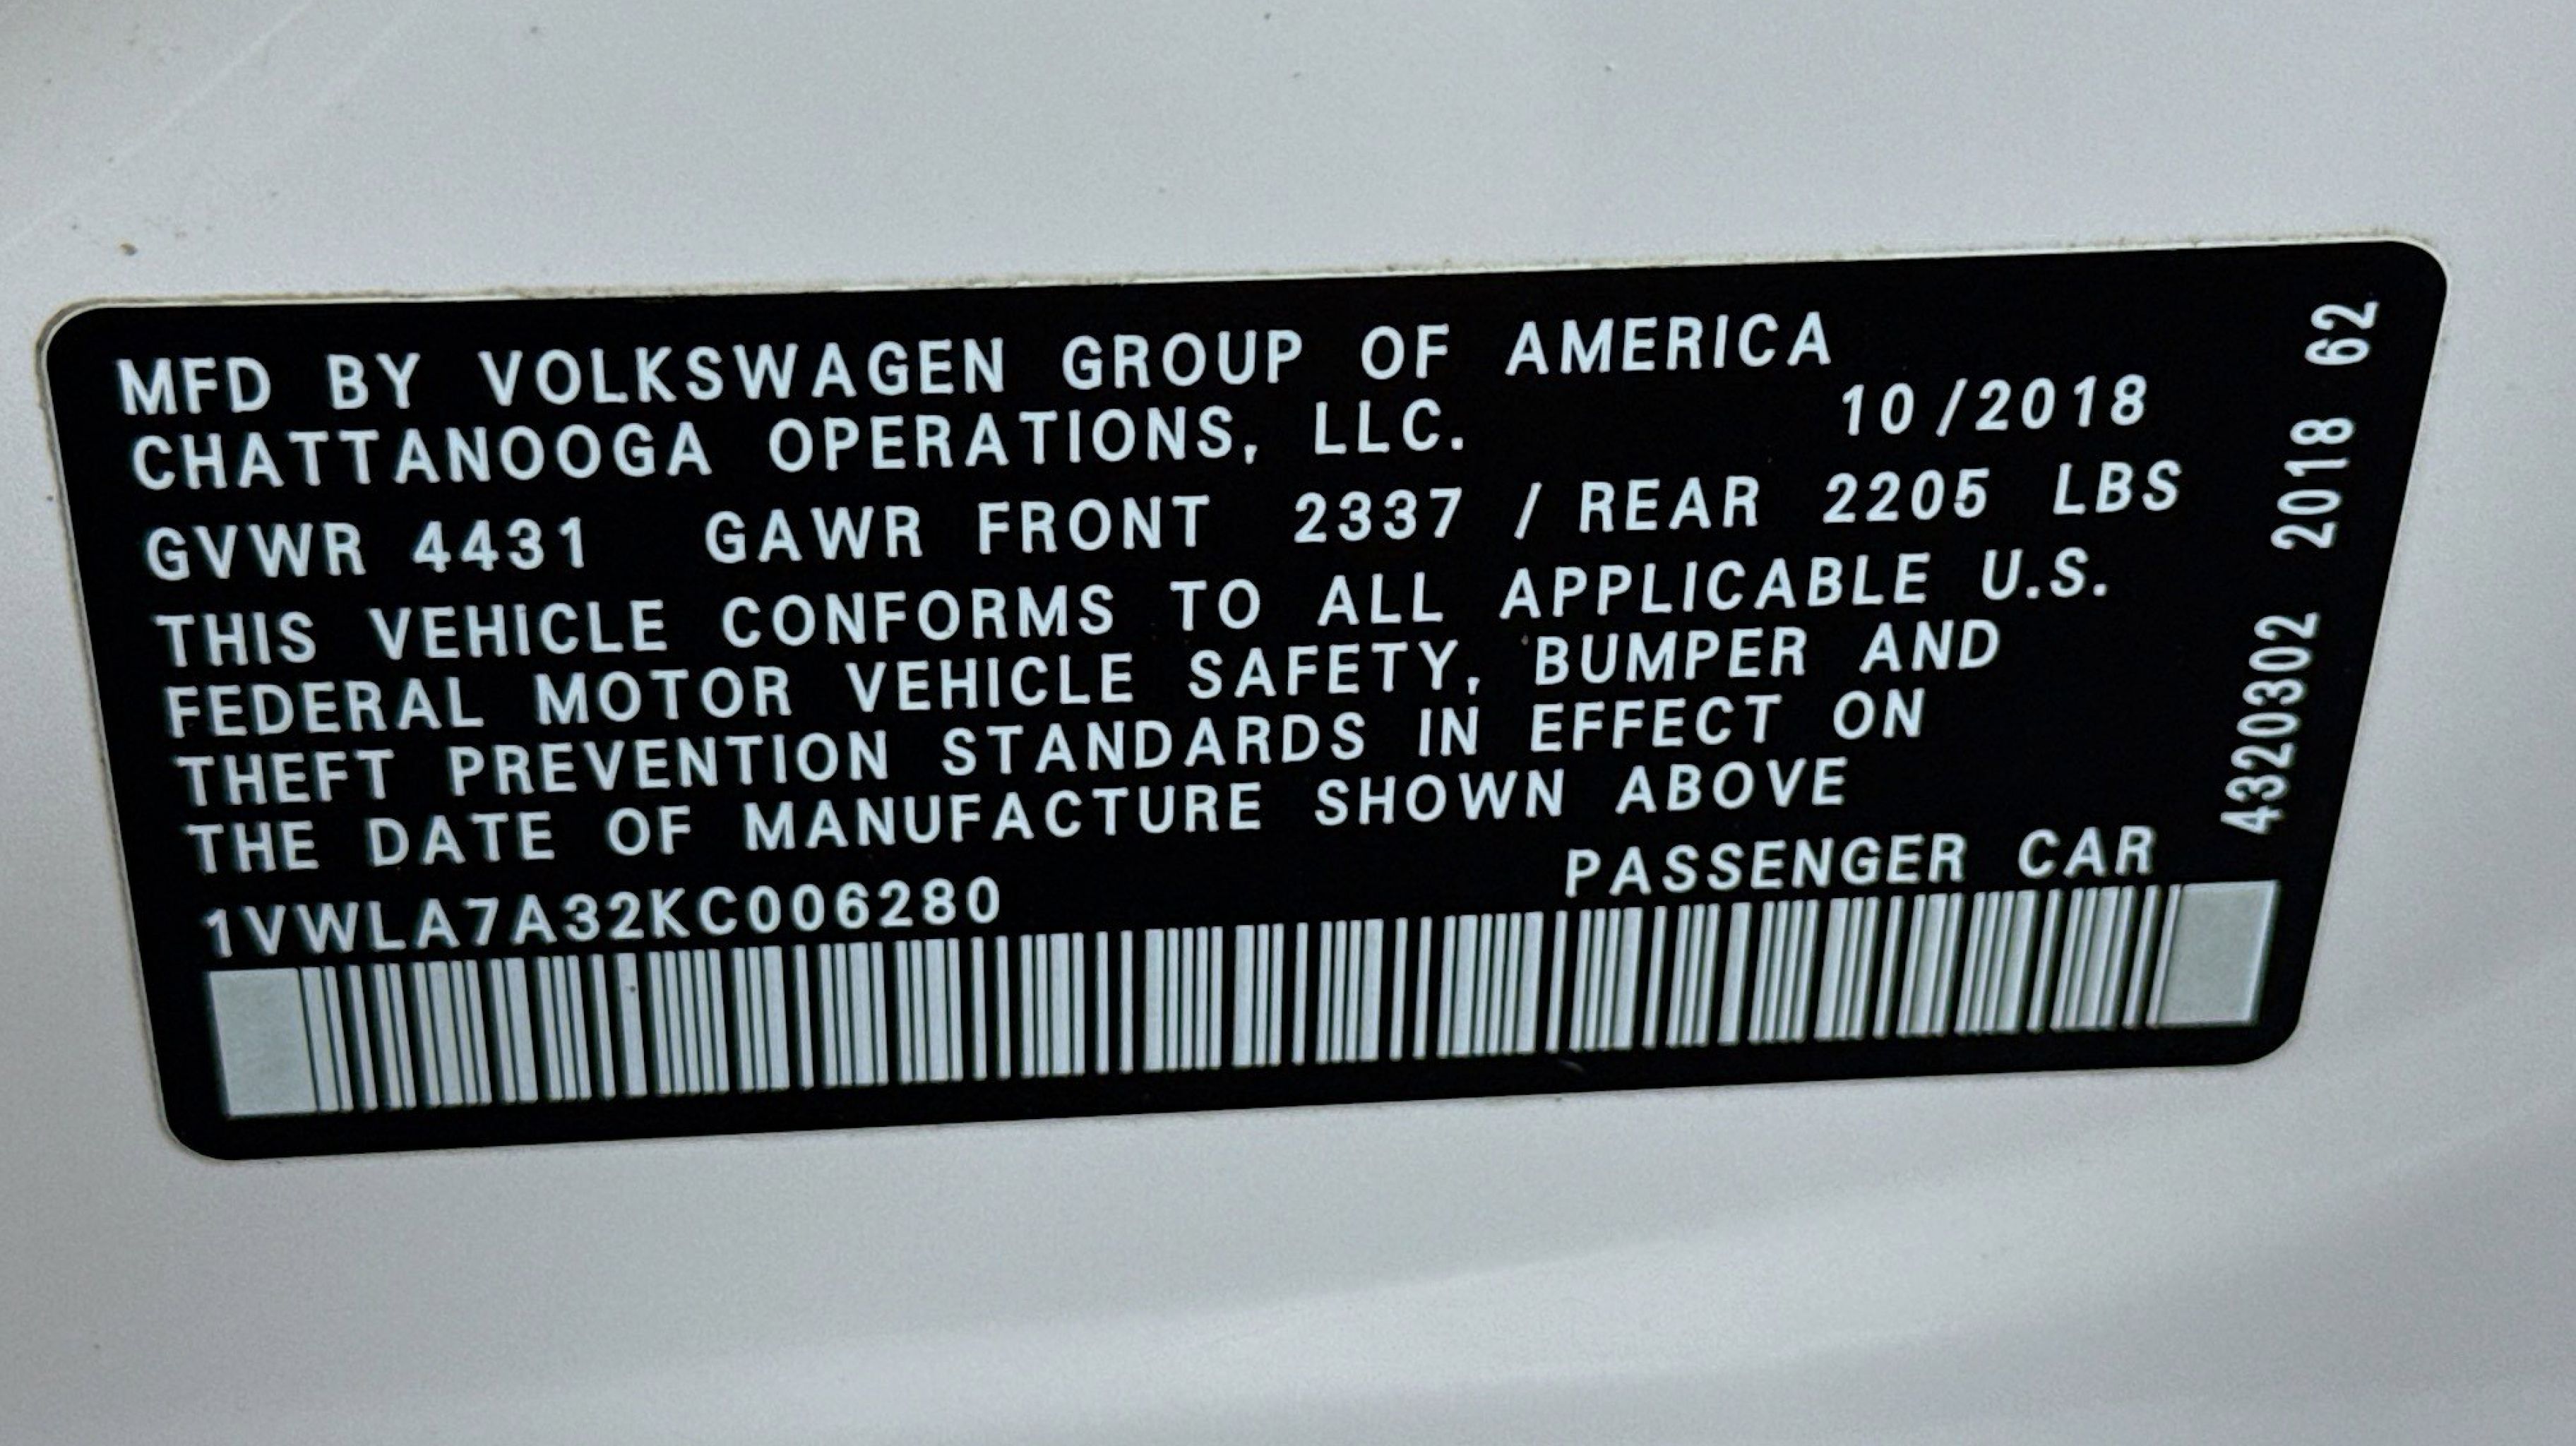 MFD BY VOLKSWAGEN GROUP OF AMERICA
CHATTANOOGA OPERATIONS, LLC. 10/2018
GVWR 4431 GAWR FRONT 2337 / REAR 2205 LBS
THIS VEHICLE CONFORMS TO ALL APPLICABLE U.S.
FEDERAL MOTOR VEHICLE SAFETY, BUMPER AND
THEFT PREVENTION STANDARDS IN EFFECT ON
THE DATE OF MANUFACTURE SHOWN ABOVE
PASSENGER CAR
1VWLA7A32KC006280
4320302 2018 62